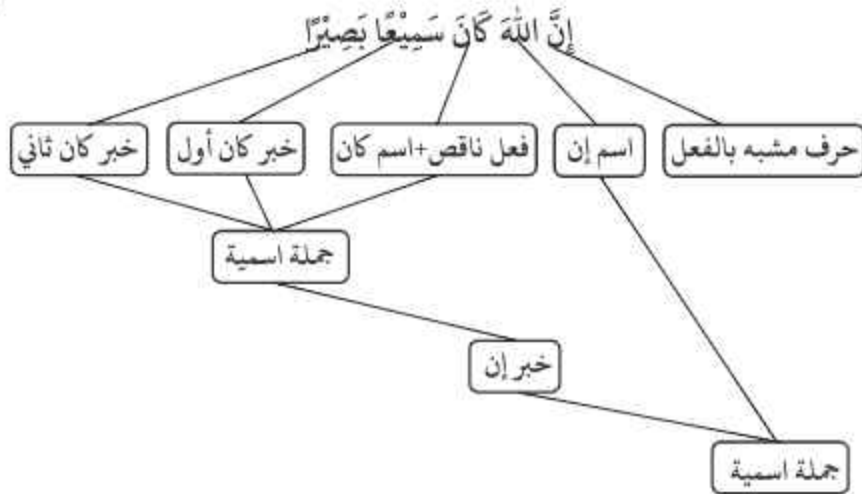 إِنَّ اللهَ كَانَ سَمِيْعًا بَصِيْرًا
حرف مشبه بالفعل
اسم إن
فعل ناقص+اسم كان
خبر كان أول
خبر كان ثاني
جملة اسمية
خبر إن
جملة اسمية